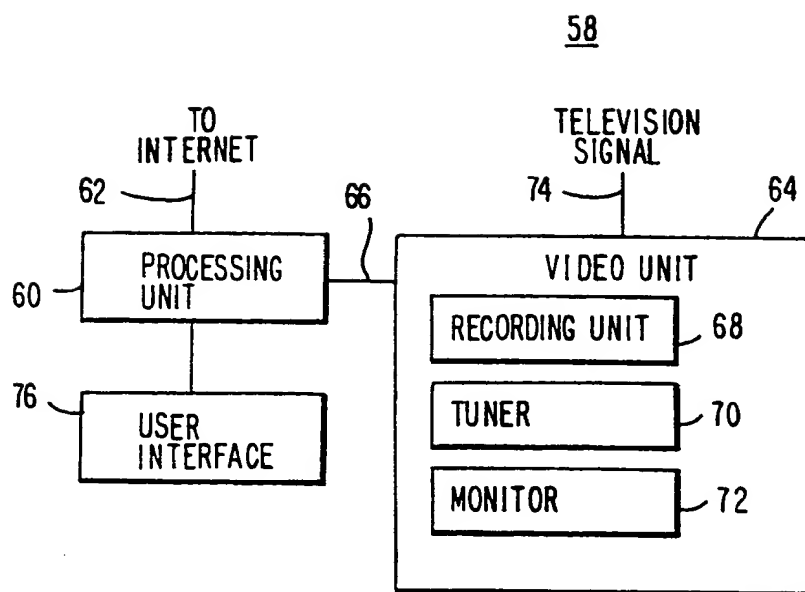 58
TO
INTERNET
TELEVISION
SIGNAL
62
66
74
64
PROCESSING
UNIT
60
VIDEO UNIT
RECORDING UNIT
68
76
USER
INTERFACE
TUNER
70
MONITOR
72